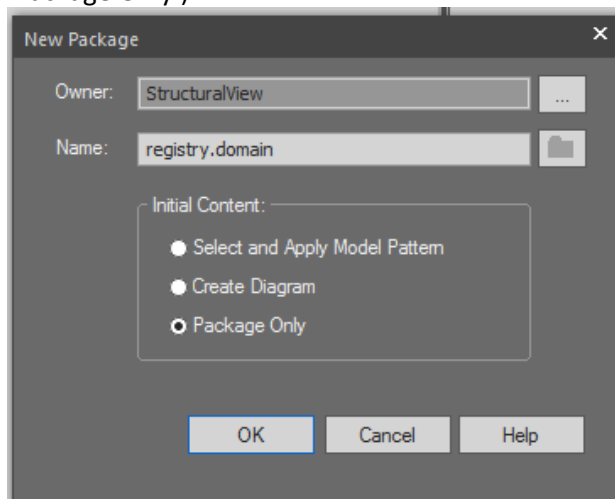 New Package
Owner: StructuralView ...
Name: registry.domain
Initial Content:
Select and Apply Model Pattern
Create Diagram
Package Only
OK Cancel Help